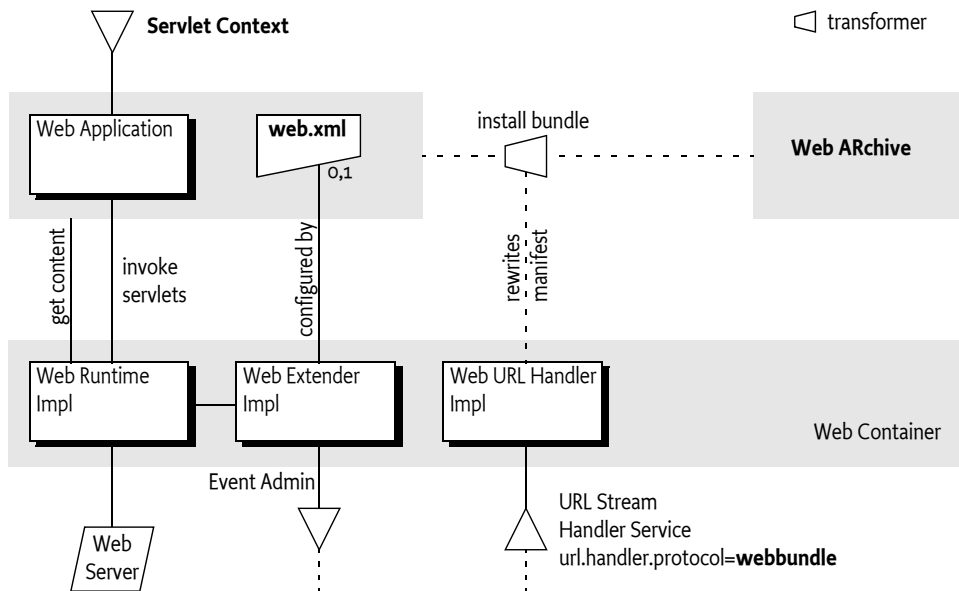 Servlet Context
transformer
Web Application
web.xml
0,1
install bundle
Web ARchive
get content
invoke
servlets
configured by
rewrites
manifest
Web Runtime
Impl
Web Extender
Impl
Web URL Handler
Impl
Web Container
Event Admin
Web
Server
URL Stream
Handler Service
url.handler.protocol=webbundle